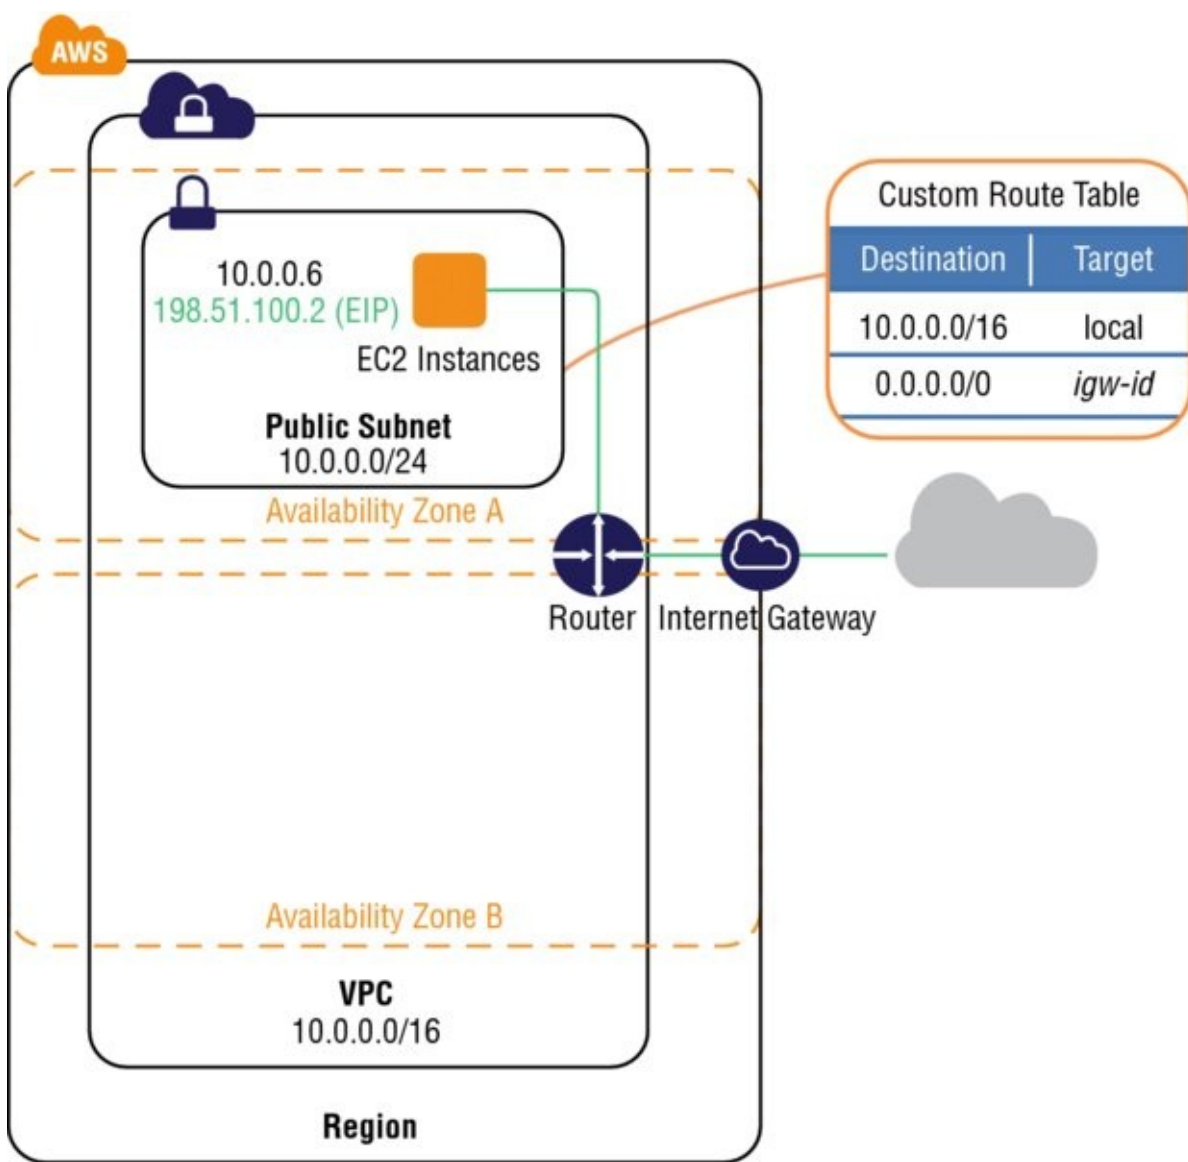 AWS
10.0.0.6
198.51.100.2 (EIP)
EC2 Instances
Public Subnet
10.0.0.0/24
Availability Zone A
Custom Route Table
Destination Target
10.0.0.0/16 local
0.0.0.0/0 igw-id
Router Internet Gateway
Availability Zone B
VPC
10.0.0.0/16
Region